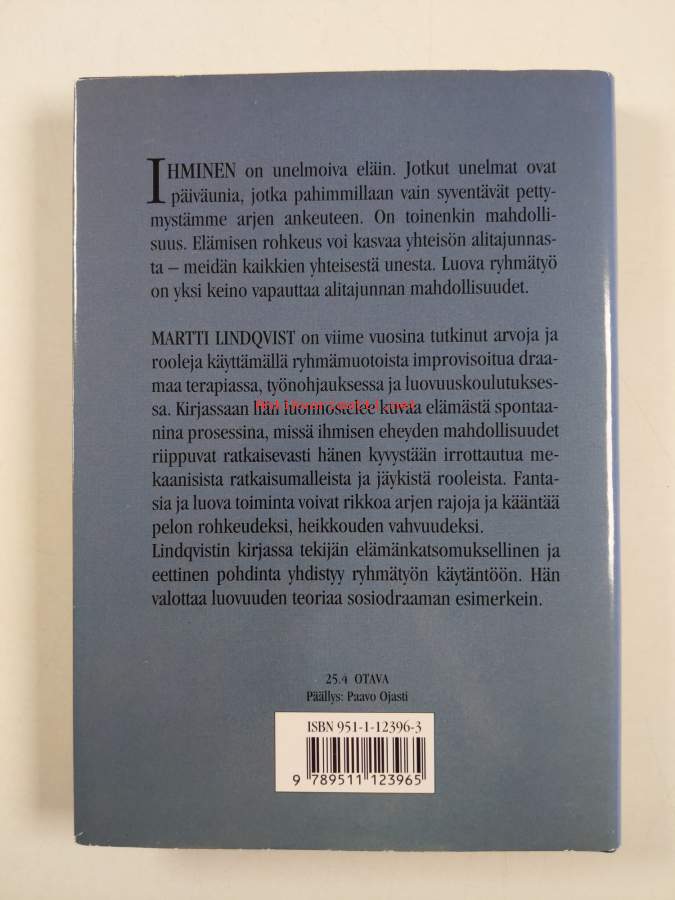 IHMINEN on unelmoiva eläin. Jotkut unelmat ovat
päiväunia, jotka pahimmillaan vain syventävät petty-
mystämme arjen ankeuteen. On toinenkin mahdolli-
suus. Elämisen rohkeus voi kasvaa yhteisön alitajunnas-
ta – meidän kaikkien yhteisestä unesta. Luova ryhmätyö
on yksi keino vapauttaa alitajunnan mahdollisuudet.
MARTTI LINDQVIST on viime vuosina tutkinut arvoja ja
rooleja käyttämällä ryhmämuotoista improvisoitua draa-
maa terapiassa, työnohjauksessa ja luovuuskoulutukses-
sa. Kirjassaan hän luonnostelee kuvaa elämästä spontaa-
nina prosessina, missä ihmisen eheyden mahdollisuudet
riippuvat ratkaisevasti hänen kyvystään irrottautua me-
kaanisista ratkaisumalleista ja jäykistä rooleista. Fanta-
sia ja luova toiminta voivat rikkoa arjen rajoja ja kääntää
pelon rohkeudeksi, heikkouden vahvuudeksi.
Lindqvistin kirjassa tekijän elämänkatsomuksellinen ja
eettinen pohdinta yhdistyy ryhmätyön käytäntöön. Hän
valottaa luovuuden teoriaa sosiodraaman esimerkein.
25.4 OTAVA
Päällys: Paavo Ojasti
ISBN 951-1-12396-3
9 789511 123965